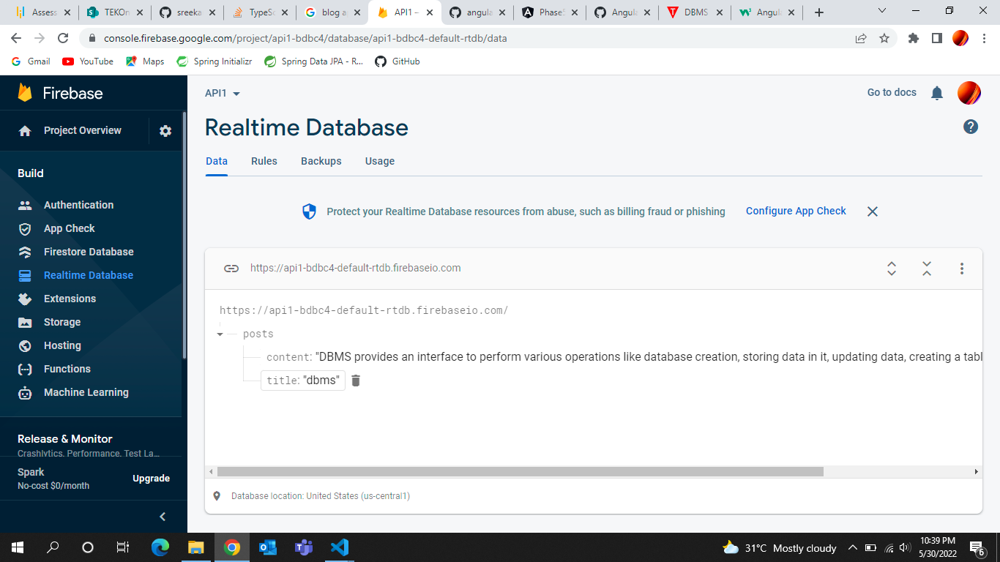 Assess
TEKOn
sreeka
TypeSc
blog a
API1 –
angula
Phase
Angula
DBMS
Angula
console.firebase.google.com/project/api1-bdbc4/database/api1-bdbc4-default-rtdb/data
Gmail
YouTube
Maps
Spring Initializr
Spring Data JPA - R...
GitHub
Firebase
API1
Go to docs
Project Overview
Realtime Database
Data
Rules
Backups
Usage
Build
Authentication
App Check
Firestore Database
Realtime Database
Extensions
Storage
Hosting
Functions
Machine Learning
Release & Monitor
Crashlytics, Performance, Test La...
Spark
No-cost $0/month
Upgrade
Protect your Realtime Database resources from abuse, such as billing fraud or phishing
Configure App Check
https://api1-bdbc4-default-rtdb.firebaseio.com
https://api1-bdbc4-default-rtdb.firebaseio.com/
posts
content: "DBMS provides an interface to perform various operations like database creation, storing data in it, updating data, creating a tabl
title: "dbms"
Database location: United States (us-central1)
31°C Mostly cloudy
10:39 PM
5/30/2022
6